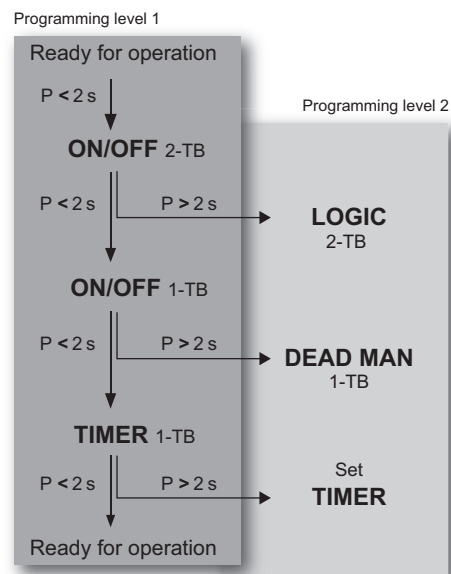 Programming level 1
Ready for operation
P < 2 s
Programming level 2
ON/OFF 2-TB
P < 2 s
P > 2 s
LOGIC
2-TB
ON/OFF 1-TB
P < 2 s
P > 2 s
DEAD MAN
1-TB
TIMER 1-TB
P < 2 s
P > 2 s
Set
TIMER
Ready for operation